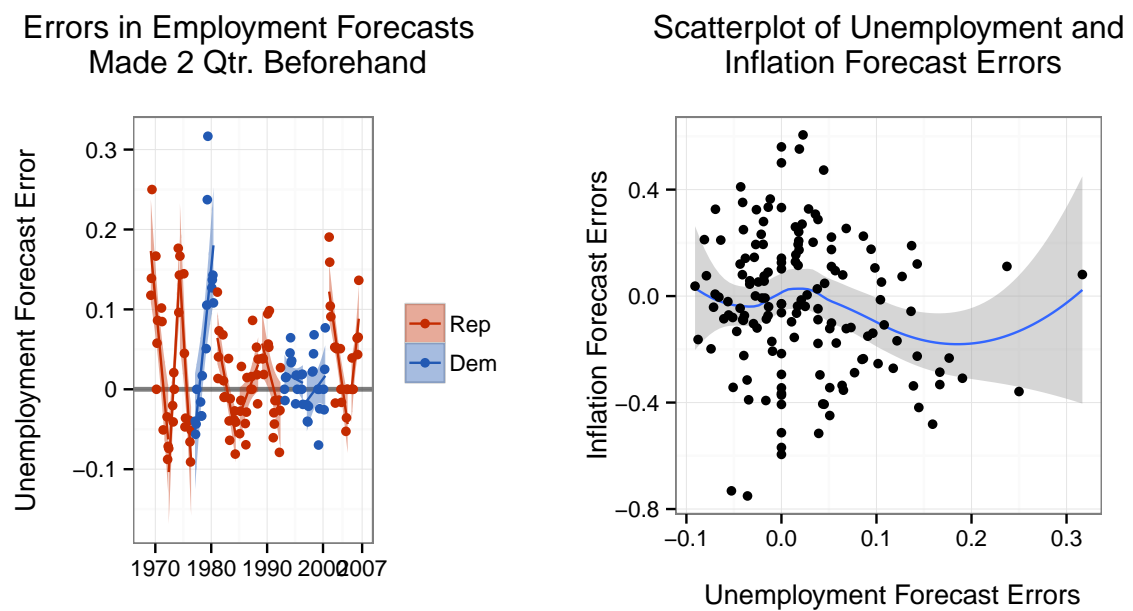 Errors in Employment Forecasts
Made 2 Qtr. Beforehand
Unemployment Forecast Error
0.3
0.2
0.1
0
−0.1
1970 1980 1990 2000 2007
Rep
Dem
Scatterplot of Unemployment and
Inflation Forecast Errors
Inflation Forecast Errors
0.4
0.0
−0.4
−0.8
−0.1 0.0 0.1 0.2 0.3
Unemployment Forecast Errors